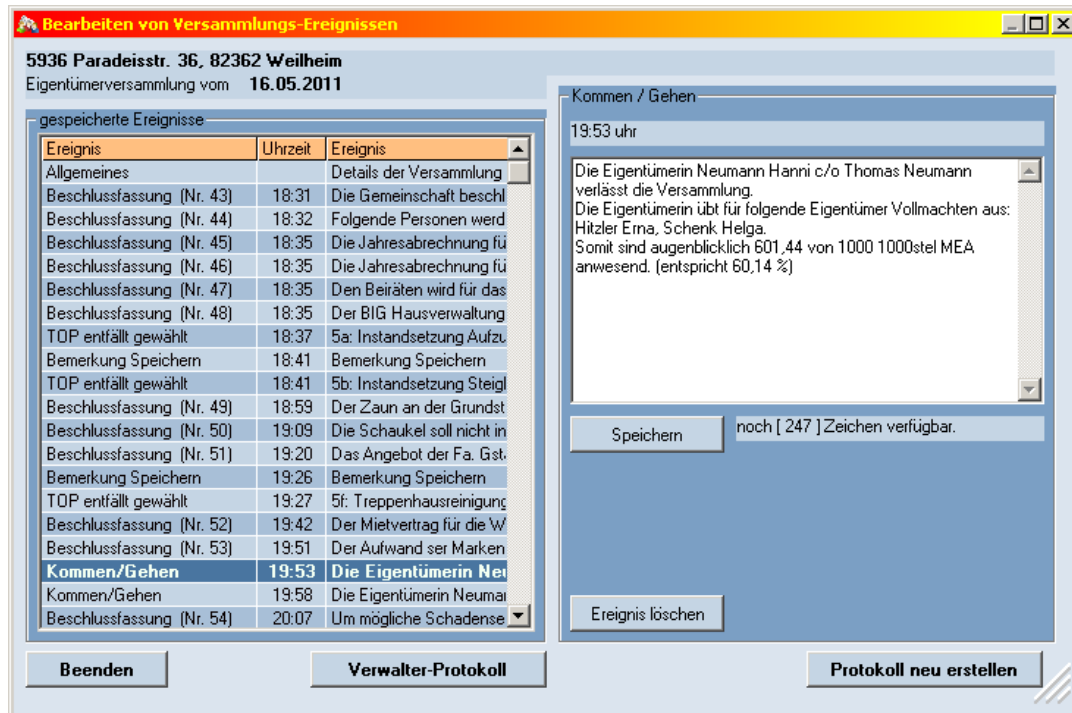 Bearbeiten von Versammlungs-Ereignissen
5936 Paradeisstr. 36, 82362 Weilheim
Eigentümerversammlung vom 16.05.2011
gespeicherte Ereignisse
Ereignis Uhrzeit Ereignis
Allgemeines Details der Versammlung
Beschlussfassung (Nr. 43) 18:31 Die Gemeinschaft beschl
Beschlussfassung (Nr. 44) 18:32 Folgende Personen werd
Beschlussfassung (Nr. 45) 18:35 Die Jahresabrechnung fü
Beschlussfassung (Nr. 46) 18:35 Die Jahresabrechnung fü
Beschlussfassung (Nr. 47) 18:35 Den Beiräten wird für das
Beschlussfassung (Nr. 48) 18:35 Der BIG Hausverwaltung
TOP entfällt gewählt 18:37 5a: Instandsetzung Aufzu
Bemerkung Speichern 18:41 Bemerkung Speichern
TOP entfällt gewählt 18:41 5b: Instandsetzung Steigl
Beschlussfassung (Nr. 49) 18:59 Der Zaun an der Grundst
Beschlussfassung (Nr. 50) 19:09 Die Schaukel soll nicht in
Beschlussfassung (Nr. 51) 19:20 Das Angebot der Fa. Gst.
Bemerkung Speichern 19:26 Bemerkung Speichern
TOP entfällt gewählt 19:27 5f: Treppenhausreinigung
Beschlussfassung (Nr. 52) 19:42 Der Mietvertrag für die W
Beschlussfassung (Nr. 53) 19:51 Der Aufwand ser Marken
Kommen/Gehen 19:53 Die Eigentümerin Neu
Kommen/Gehen 19:58 Die Eigentümerin Neumar
Beschlussfassung (Nr. 54) 20:07 Um mögliche Schadense
Kommen / Gehen
19:53 uhr
Die Eigentümerin Neumann Hanni c/o Thomas Neumann
verlässt die Versammlung.
Die Eigentümerin übt für folgende Eigentümer Vollmachten aus:
Hitzler Erna, Schenk Helga.
Somit sind augenblicklich 601,44 von 1000 1000stel MEA
anwesend. (entspricht 60,14 %)
Speichern noch [ 247 ] Zeichen verfügbar.
Ereignis löschen
Beenden Verwalter-Protokoll Protokoll neu erstellen